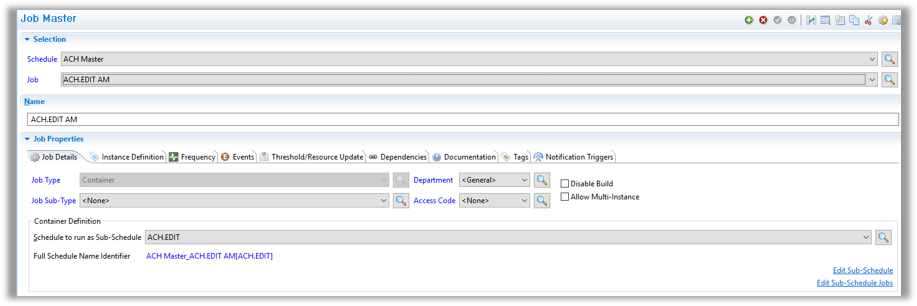 Job Master
Selection
Schedule ACH Master
Job ACH.EDIT AM
Name
ACH.EDIT AM
Job Properties
Job Details Instance Definition Frequency Events Threshold/Resource Update Dependencies Documentation Tags Notification Triggers
Job Type Container Department <General> Disable Build
Job Sub-Type <None> Access Code <None> Allow Multi-Instance
Container Definition
Schedule to run as Sub-Schedule ACH.EDIT
Full Schedule Name Identifier ACH Master_ACH.EDIT AM[ACH.EDIT]
Edit Sub-Schedule
Edit Sub-Schedule Jobs